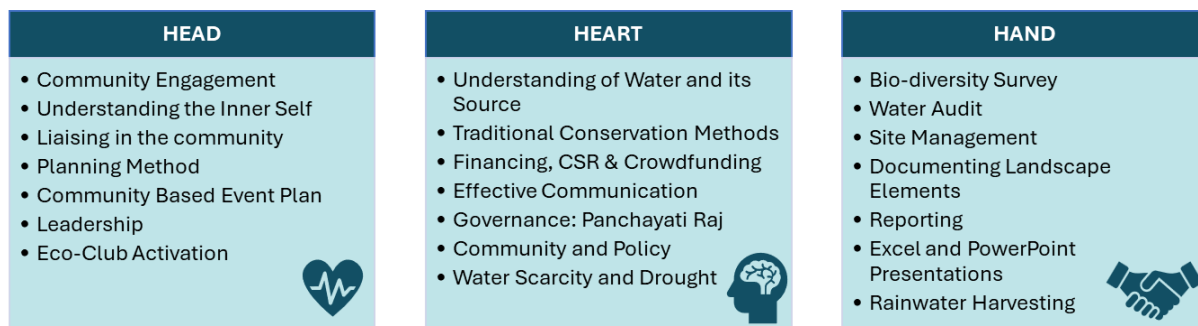 HEAD
• Community Engagement
• Understanding the Inner Self
• Liaising in the community
• Planning Method
• Community Based Event Plan
• Leadership
• Eco-Club Activation
HEART
• Understanding of Water and its
Source
• Traditional Conservation Methods
• Financing, CSR & Crowdfunding
• Effective Communication
• Governance: Panchayati Raj
• Community and Policy
• Water Scarcity and Drought
HAND
• Bio-diversity Survey
• Water Audit
• Site Management
• Documenting Landscape
Elements
• Reporting
• Excel and PowerPoint
Presentations
• Rainwater Harvesting